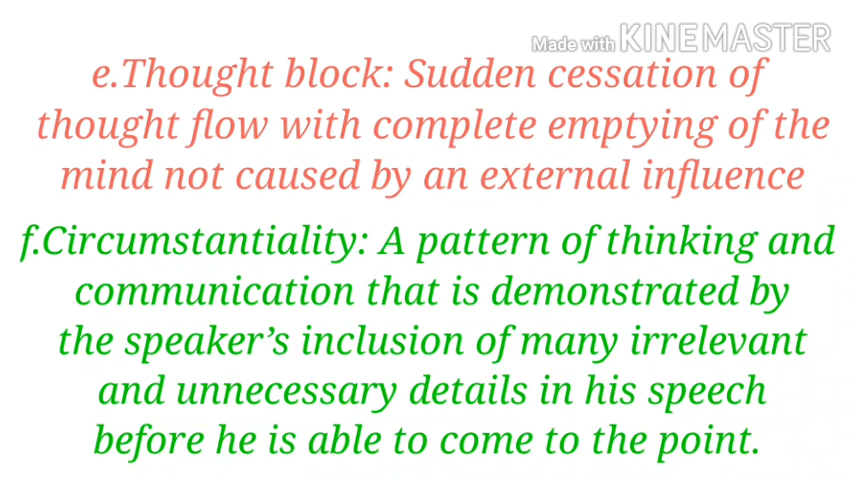 Made with KINEMASTER
e.Thought block: Sudden cessation of
thought flow with complete emptying of the
mind not caused by an external influence
f.Circumstantiality: A pattern of thinking and
communication that is demonstrated by
the speaker’s inclusion of many irrelevant
and unnecessary details in his speech
before he is able to come to the point.